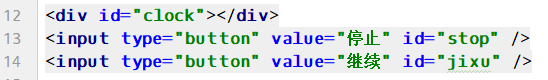 12 <div id="clock"></div>
13 <input type="button" value="停止" id="stop" />
14 <input type="button" value="继续" id="jixu" />